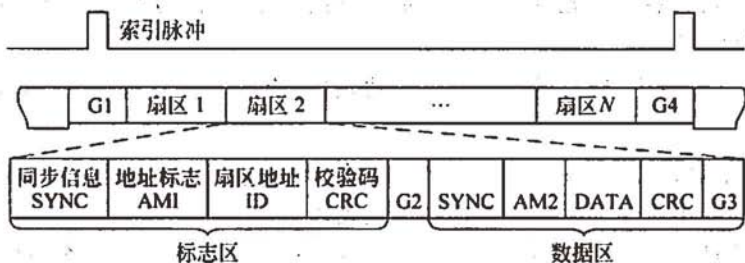 索引脉冲
G1 扇区 1 扇区 2 … 扇区N G4
同步信息 地址标志 扇区地址 校验码
SYNC AM1 ID CRC G2 SYNC AM2 DATA CRC G3
标志区 数据区